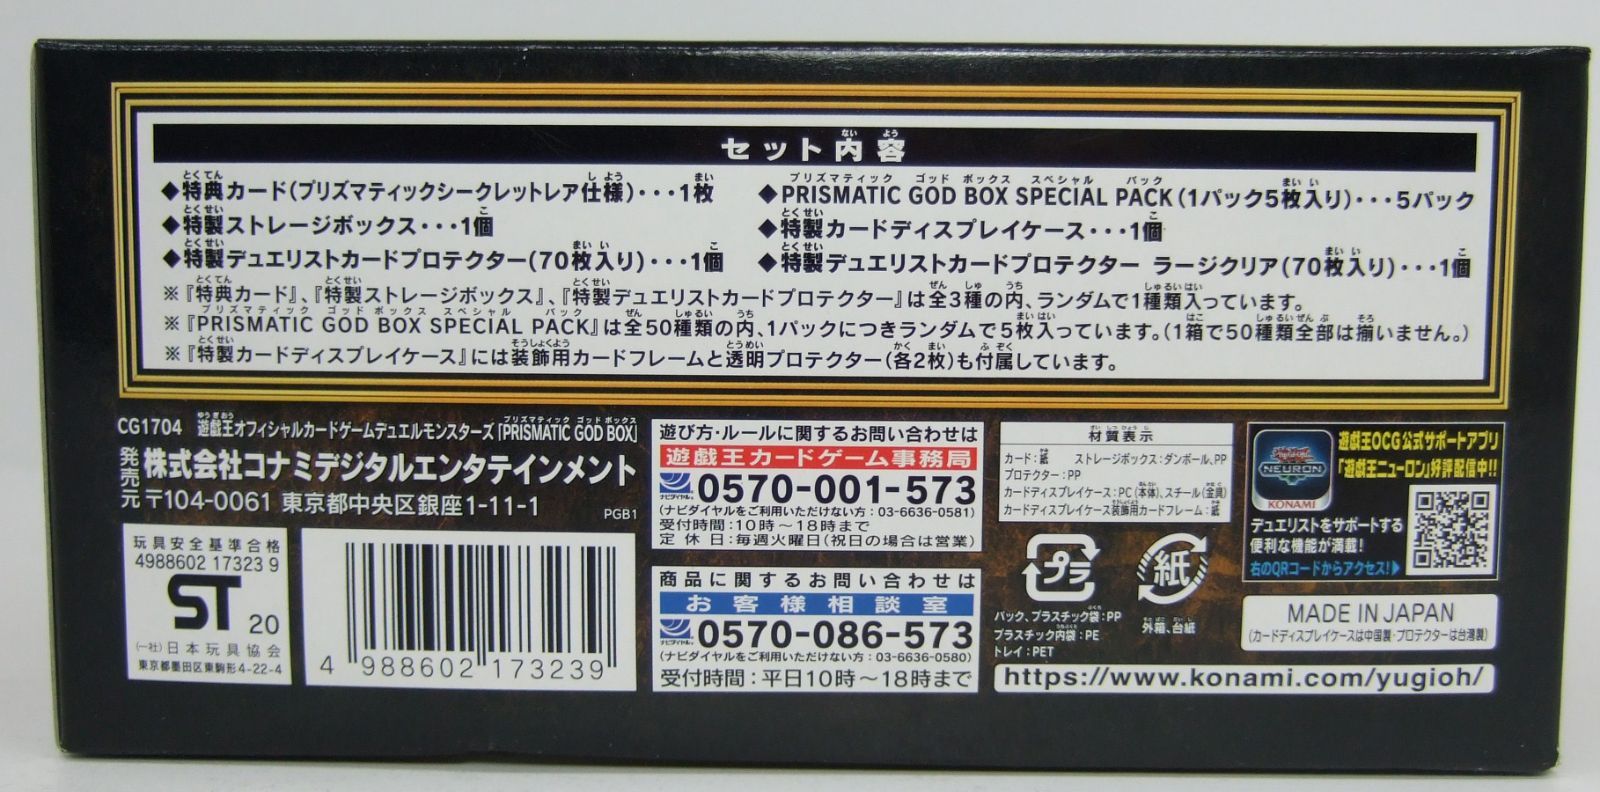 セット内容
◆特典カード(プリズマティックシークレットレア仕様)・・・1枚
◆特製ストレージボックス・・・1個
◆特製デュエリストカードプロテクター(70枚入り)・・・1個
◆PRISMATIC GOD BOX SPECIAL PACK(1パック5枚入り)・・・5パック
◆特製カードディスプレイケース・・・1個
◆特製デュエリストカードプロテクター ラージクリア(70枚入り)・・・1個
※『特典カード』、『特製ストレージボックス』、『特製デュエリストカードプロテクター』は全3種の内、ランダムで1種類入っています。
※『PRISMATIC GOD BOX SPECIAL PACK』は全50種類の内、1パックにつきランダムで5枚入っています。(1箱で50種類全部は揃いません。)
※『特製カードディスプレイケース』には装飾用カードフレームと透明プロテクター(各2枚)も付属しています。
CG1704 遊戯王オフィシャルカードゲームデュエルモンスターズ「PRISMATIC GOD BOX」
発売元 株式会社コナミデジタルエンタテインメント
〒104-0061 東京都中央区銀座1-11-1
PGB1
玩具安全基準合格
4988602 17323 9
ST
20
(一社)日本玩具協会
東京都墨田区東駒形4-22-4
4 988602 173239
遊び方・ルールに関するお問い合わせは
遊戯王カードゲーム事務局
ナビダイヤル 0570-001-573
(ナビダイヤルをご利用いただけない方:03-6636-0581)
受付時間:10時～18時まで
定休日:毎週火曜日(祝日の場合は営業)
商品に関するお問い合わせは
お客様相談室
ナビダイヤル 0570-086-573
(ナビダイヤルをご利用いただけない方:03-6636-0580)
受付時間:平日10時～18時まで
材質表示
カード:紙 ストレージボックス:ダンボール、PP
プロテクター:PP
カードディスプレイケース:PC(本体)、スチール(金具)
カードディスプレイケース装飾用カードフレーム:紙
プラ
パック、プラスチック袋:PP
プラスチック内袋:PE
トレイ:PET
紙
外箱、台紙
Yu-Gi-Oh!
NEURON
KONAMI
遊戯王OCG公式サポートアプリ
「遊戯王ニューロン」好評配信中!!
デュエリストをサポートする
便利な機能が満載!
右のQRコードからアクセス!▶
MADE IN JAPAN
(カードディスプレイケースは中国製・プロテクターは台湾製)
https://www.konami.com/yugioh/